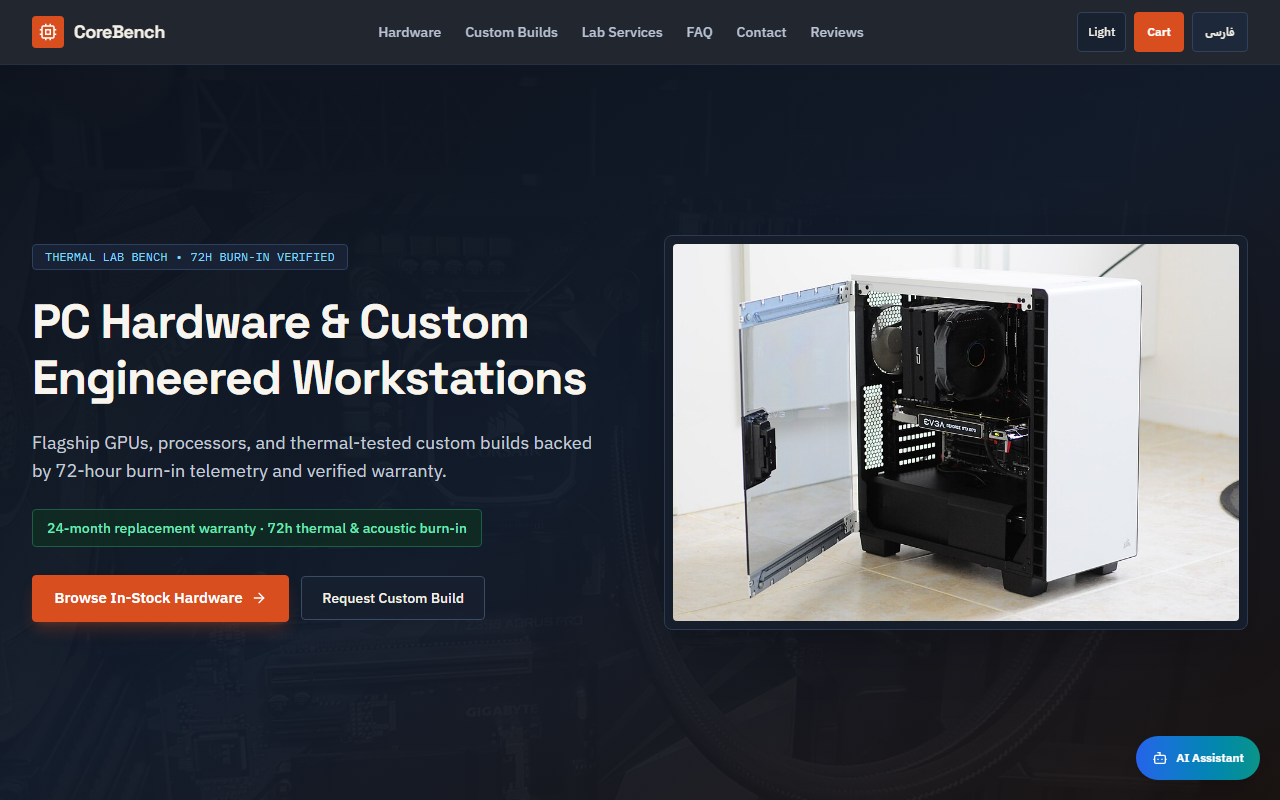 CoreBench
Hardware
Custom Builds
Lab Services
FAQ
Contact
Reviews
Light
Cart
فارسی
THERMAL LAB BENCH • 72H BURN-IN VERIFIED
PC Hardware & Custom
Engineered Workstations
Flagship GPUs, processors, and thermal-tested custom builds backed
by 72-hour burn-in telemetry and verified warranty.
24-month replacement warranty · 72h thermal & acoustic burn-in
Browse In-Stock Hardware →
Request Custom Build
EVGA
GIGABYTE
AI Assistant